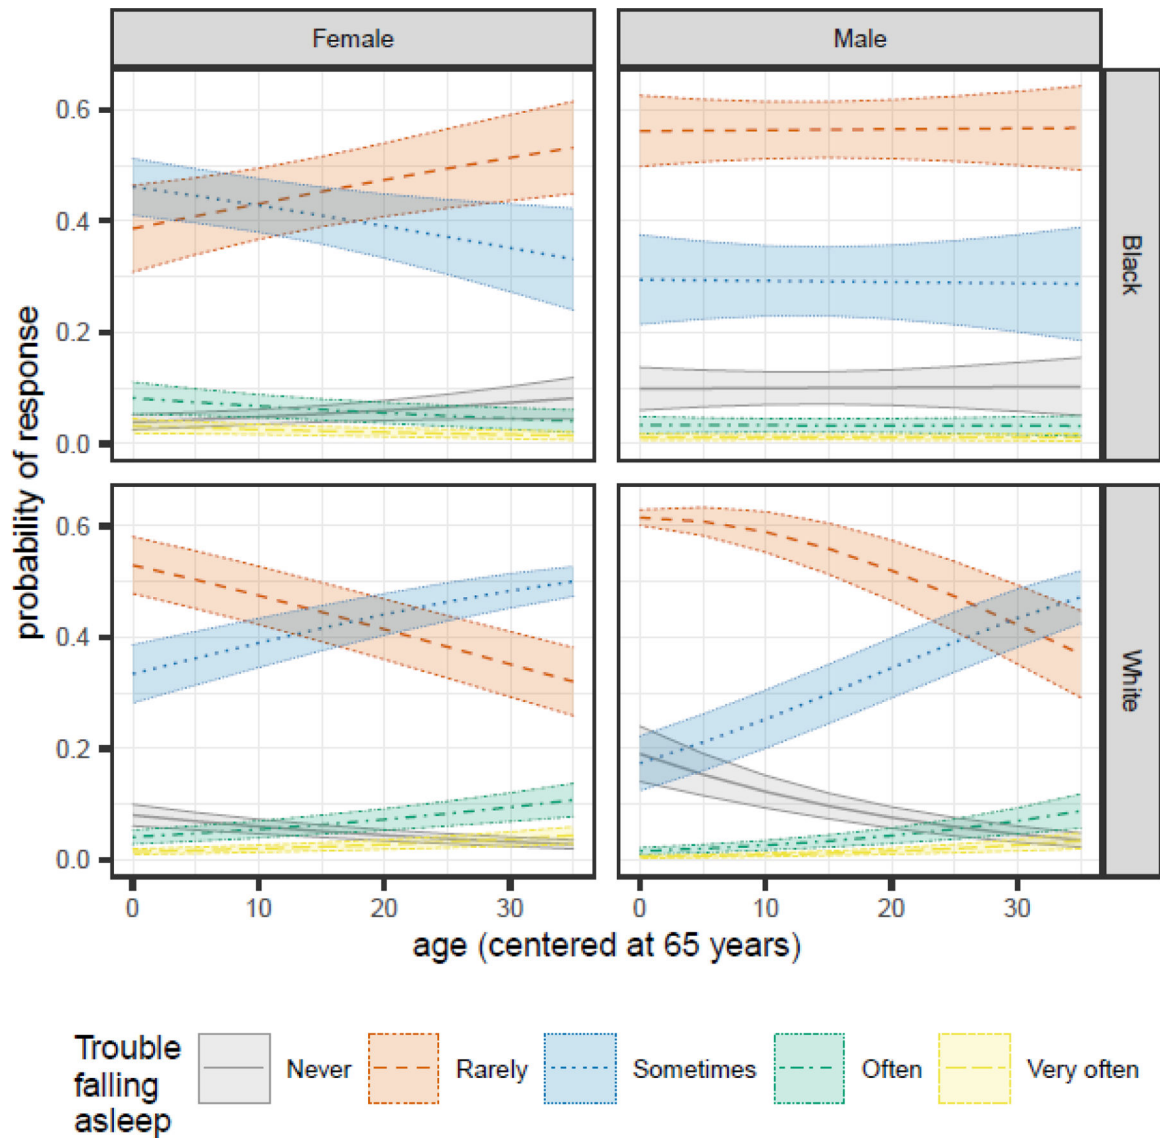 Female
Male
0.6
0.4
0.2
0.0
Black
0.6
0.4
0.2
0.0
White
probability of response
0 10 20 30
0 10 20 30
age (centered at 65 years)
Trouble
falling
asleep
Never
Rarely
Sometimes
Often
Very often